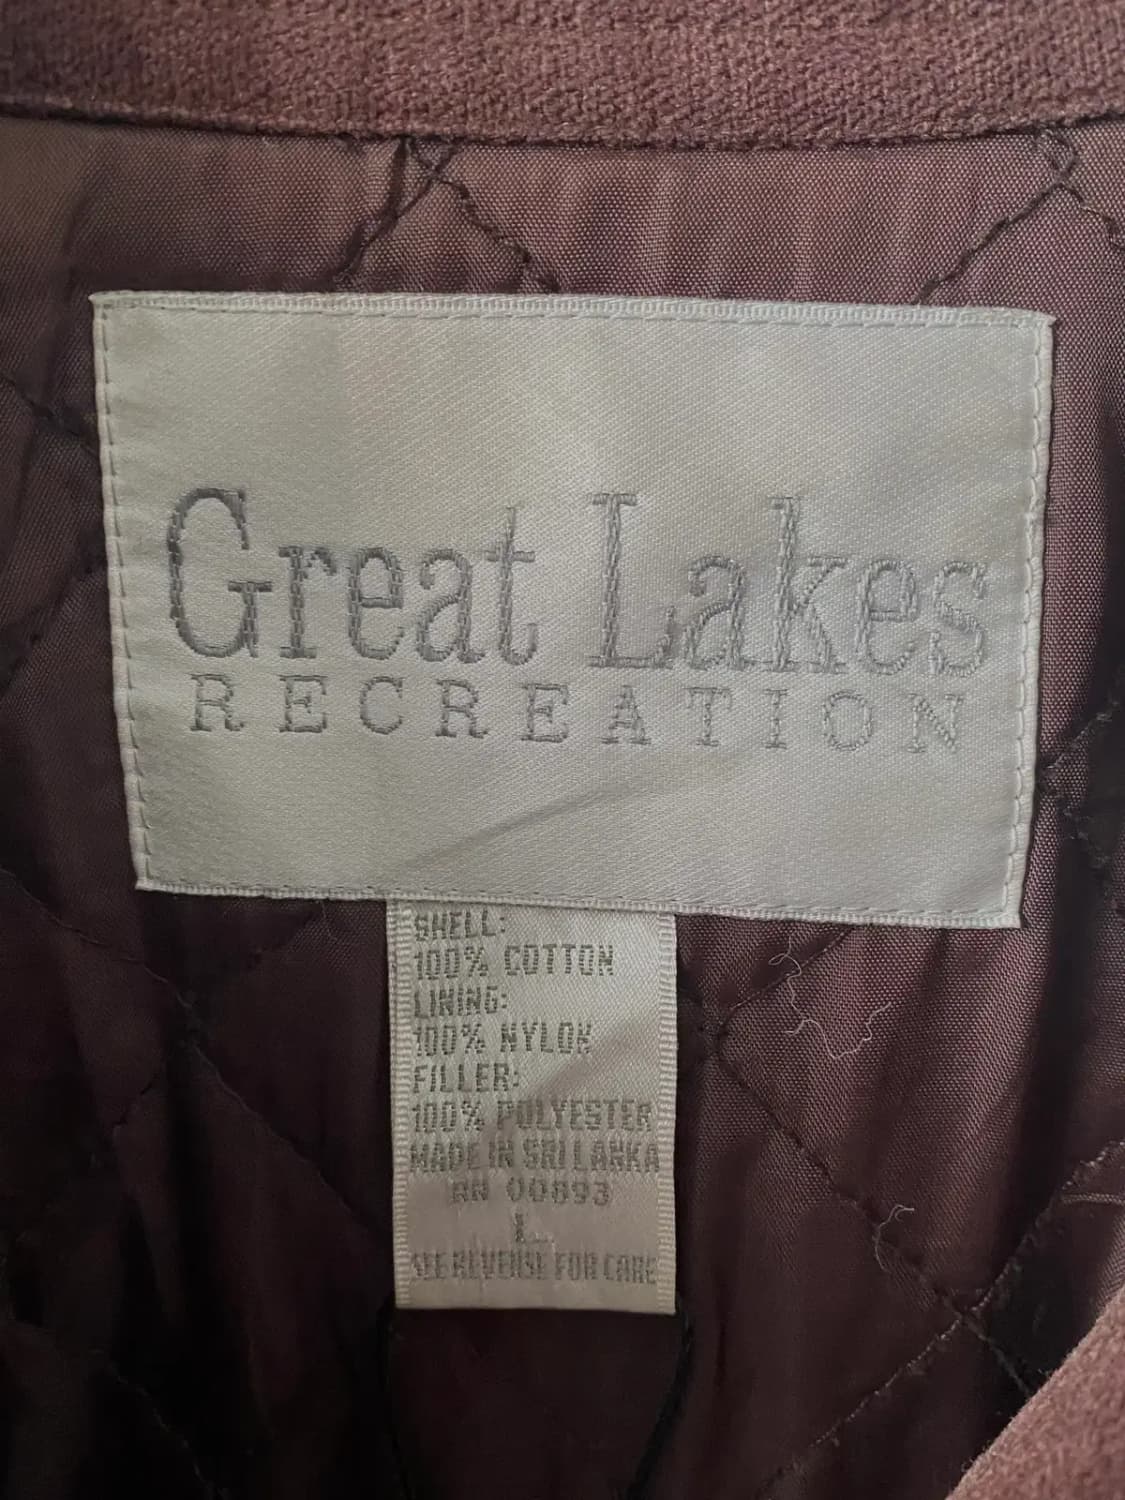 Great Lakes
RECREATION
SHELL:
100% COTTON
LINING:
100% NYLON
FILLER:
100% POLYESTER
MADE IN SRI LANKA
RN 00893
L
SEE REVERSE FOR CARE